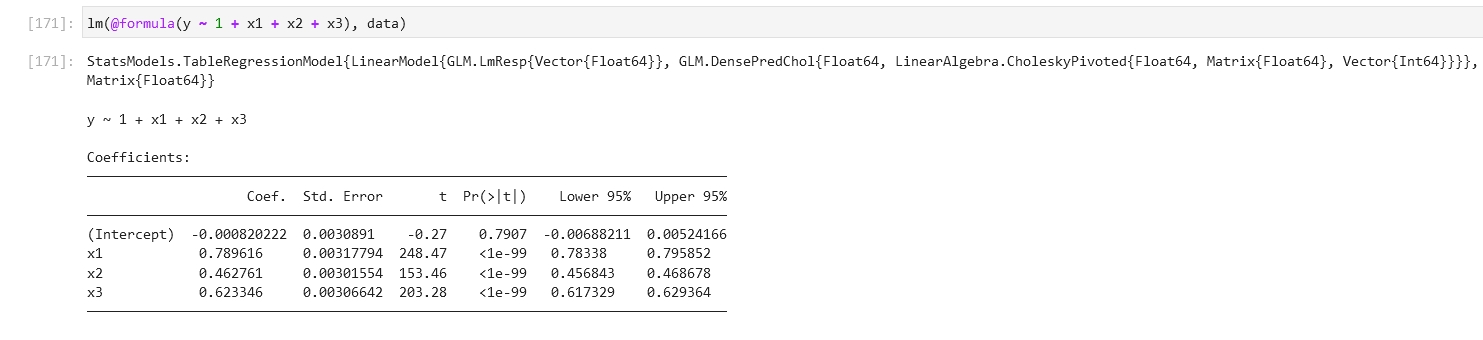 [171]: lm(@formula(y ~ 1 + x1 + x2 + x3), data)
[171]: StatsModels.TableRegressionModel{LinearModel{GLM.LmResp{Vector{Float64}}, GLM.DensePredChol{Float64, LinearAlgebra.CholeskyPivoted{Float64, Matrix{Float64}, Vector{Int64}}}},
Matrix{Float64}}
y ~ 1 + x1 + x2 + x3
Coefficients:
Coef. Std. Error t Pr(>|t|) Lower 95% Upper 95%
(Intercept) -0.000820222 0.0030891 -0.27 0.7907 -0.00688211 0.00524166
x1 0.789616 0.00317794 248.47 <1e-99 0.78338 0.795852
x2 0.462761 0.00301554 153.46 <1e-99 0.456843 0.468678
x3 0.623346 0.00306642 203.28 <1e-99 0.617329 0.629364